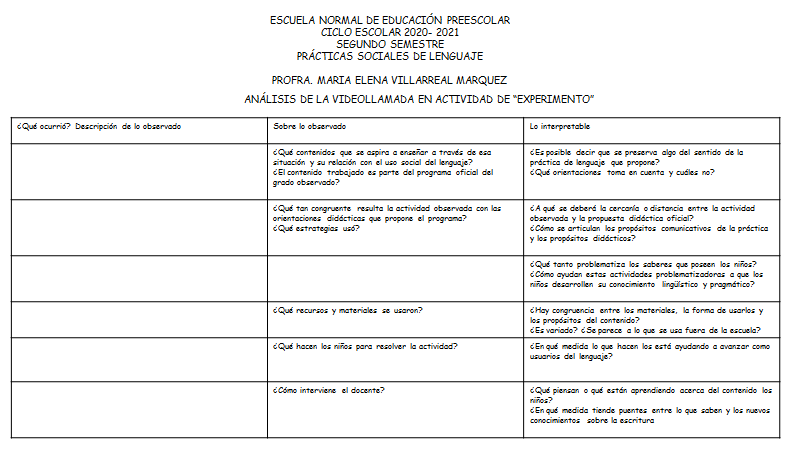 ESCUELA NORMAL DE EDUCACIÓN PREESCOLAR
CICLO ESCOLAR 2020- 2021
SEGUNDO SEMESTRE
PRÁCTICAS SOCIALES DE LENGUAJE
PROFRA. MARIA ELENA VILLARREAL MARQUEZ
ANÁLISIS DE LA VIDEOLLAMADA EN ACTIVIDAD DE “EXPERIMENTO”
¿Qué ocurrió? Descripción de lo observado
Sobre lo observado
Lo interpretable
¿Qué contenidos que se aspira a enseñar a través de esa
situación y su relación con el uso social del lenguaje?
¿El contenido trabajado es parte del programa oficial del
grado observado?
¿Es posible decir que se preserva algo del sentido de la
práctica de lenguaje que propone?
¿Qué orientaciones toma en cuenta y cuáles no?
¿Qué tan congruente resulta la actividad observada con las
orientaciones didácticas que propone el programa?
¿Qué estrategias usó?
¿A qué se deberá la cercanía o distancia entre la actividad
observada y la propuesta didáctica oficial?
¿Cómo se articulan los propósitos comunicativos de la práctica
y los propósitos didácticos?
¿Qué tanto problematiza los saberes que poseen los niños?
¿Cómo ayudan estas actividades problematizadoras a que los
niños desarrollen su conocimiento lingüístico y pragmático?
¿Qué recursos y materiales se usaron?
¿Hay congruencia entre los materiales, la forma de usarlos y
los propósitos del contenido?
¿Es variado? ¿Se parece a lo que se usa fuera de la escuela?
¿Qué hacen los niños para resolver la actividad?
¿En qué medida lo que hacen los está ayudando a avanzar como
usuarios del lenguaje?
¿Cómo interviene el docente?
¿Qué piensan o qué están aprendiendo acerca del contenido los
niños?
¿En qué medida tiende puentes entre lo que saben y los nuevos
conocimientos sobre la escritura